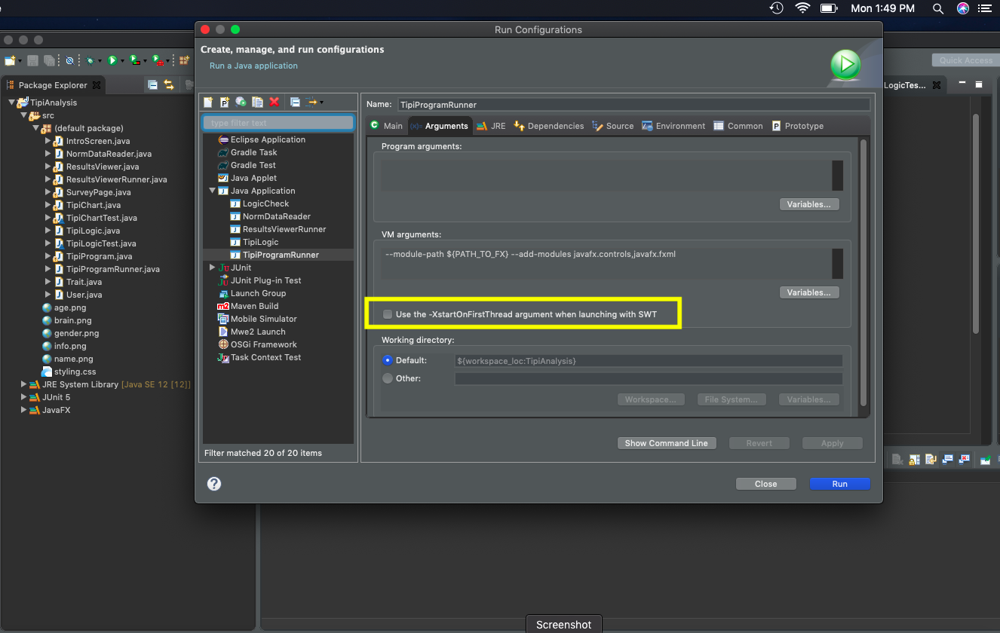 Mon 1:49 PM
Run Configurations
Create, manage, and run configurations
Run a Java application
Quick Access
Package Explorer
LogicTes...
TipiAnalysis
src
(default package)
IntroScreen.java
NormDataReader.java
ResultsViewer.java
ResultsViewerRunner.java
SurveyPage.java
TipiChart.java
TipiChartTest.java
TipiLogic.java
TipiLogicTest.java
TipiProgram.java
TipiProgramRunner.java
Trait.java
User.java
age.png
brain.png
gender.png
info.png
name.png
styling.css
JRE System Library [Java SE 12 [12]]
JUnit 5
JavaFX
type filter text
Eclipse Application
Gradle Task
Gradle Test
Java Applet
Java Application
LogicCheck
NormDataReader
ResultsViewerRunner
TipiLogic
TipiProgramRunner
JUnit
JUnit Plug-in Test
Launch Group
Maven Build
Mobile Simulator
Mwe2 Launch
OSGi Framework
Task Context Test
Filter matched 20 of 20 items
Name: TipiProgramRunner
Main (x)= Arguments JRE Dependencies Source Environment Common Prototype
Program arguments:
Variables...
VM arguments:
--module-path ${PATH_TO_FX} --add-modules javafx.controls,javafx.fxml
Variables...
Use the -XstartOnFirstThread argument when launching with SWT
Working directory:
Default: ${workspace_loc:TipiAnalysis}
Other:
Workspace... File System... Variables...
Show Command Line Revert Apply
Close Run
Screenshot